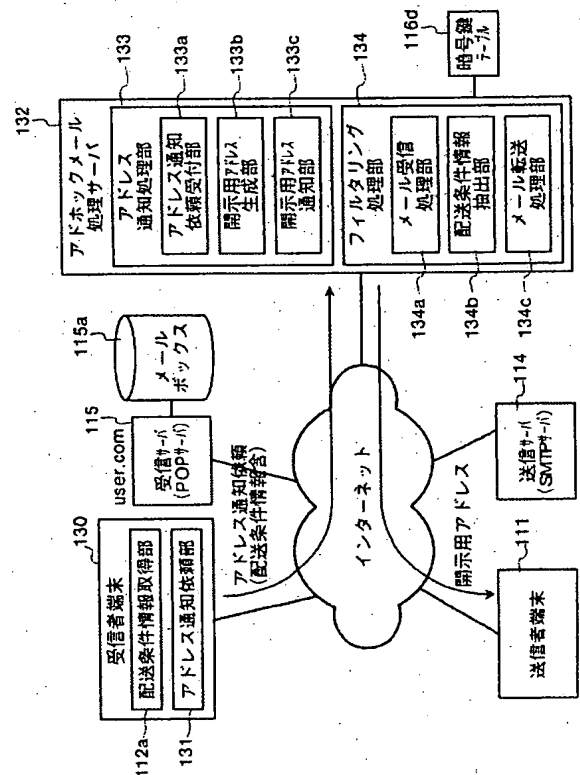 132
アドホックメール
処理サーバ
133
アドレス
通知処理部
133a
アドレス通知
依頼受付部
133b
開示用アドレス
生成部
133c
開示用アドレス
通知部
134
フィルタリング
処理部
メール受信
処理部
134a
配送条件情報
抽出部
134b
メール転送
処理部
134c
116d
暗号鍵
テーブル
115a
メール
ボックス
115
user.com
受信サーバ
(POPサーバ)
130
受信者端末
配送条件情報取得部
112a
アドレス通知依頼部
131
アドレス通知依頼
(配送条件情報含)
インターネット
開示用アドレス
114
送信サーバ
(SMTPサーバ)
111
送信者端末